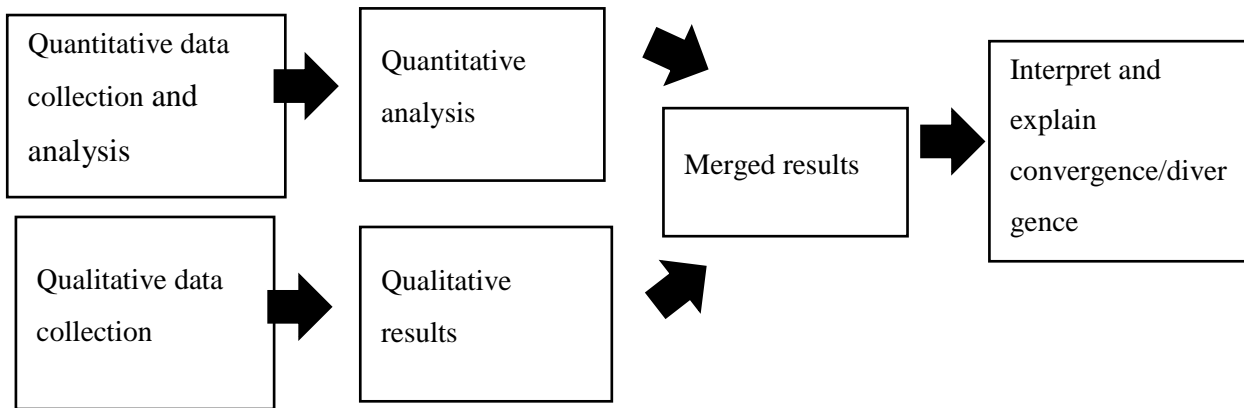 Quantitative data
collection and
analysis
Quantitative
analysis
Qualitative data
collection
Qualitative
results
Merged results
Interpret and
explain
convergence/diver
gence